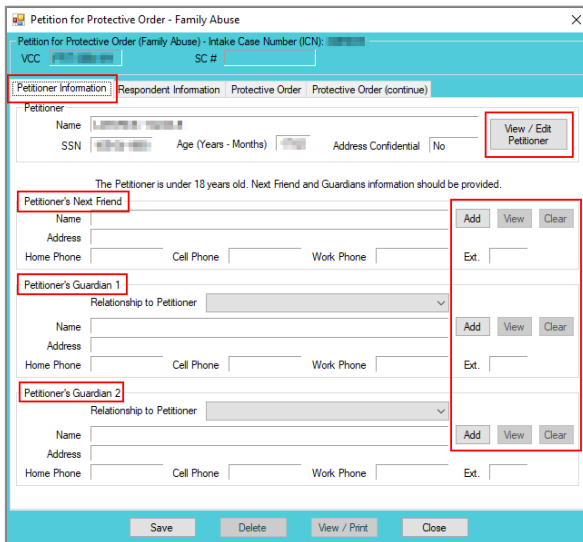 Petition for Protective Order - Family Abuse
Petition for Protective Order (Family Abuse) - Intake Case Number (ICN):
VCC SC #
Petitioner Information Respondent Information Protective Order Protective Order (continue)
Petitioner
Name
View / Edit Petitioner
SSN Age (Years - Months) Address Confidential No
The Petitioner is under 18 years old. Next Friend and Guardians information should be provided.
Petitioner's Next Friend
Name Add View Clear
Address
Home Phone Cell Phone Work Phone Ext.
Petitioner's Guardian 1
Relationship to Petitioner
Name Add View Clear
Address
Home Phone Cell Phone Work Phone Ext.
Petitioner's Guardian 2
Relationship to Petitioner
Name Add View Clear
Address
Home Phone Cell Phone Work Phone Ext.
Save Delete View / Print Close